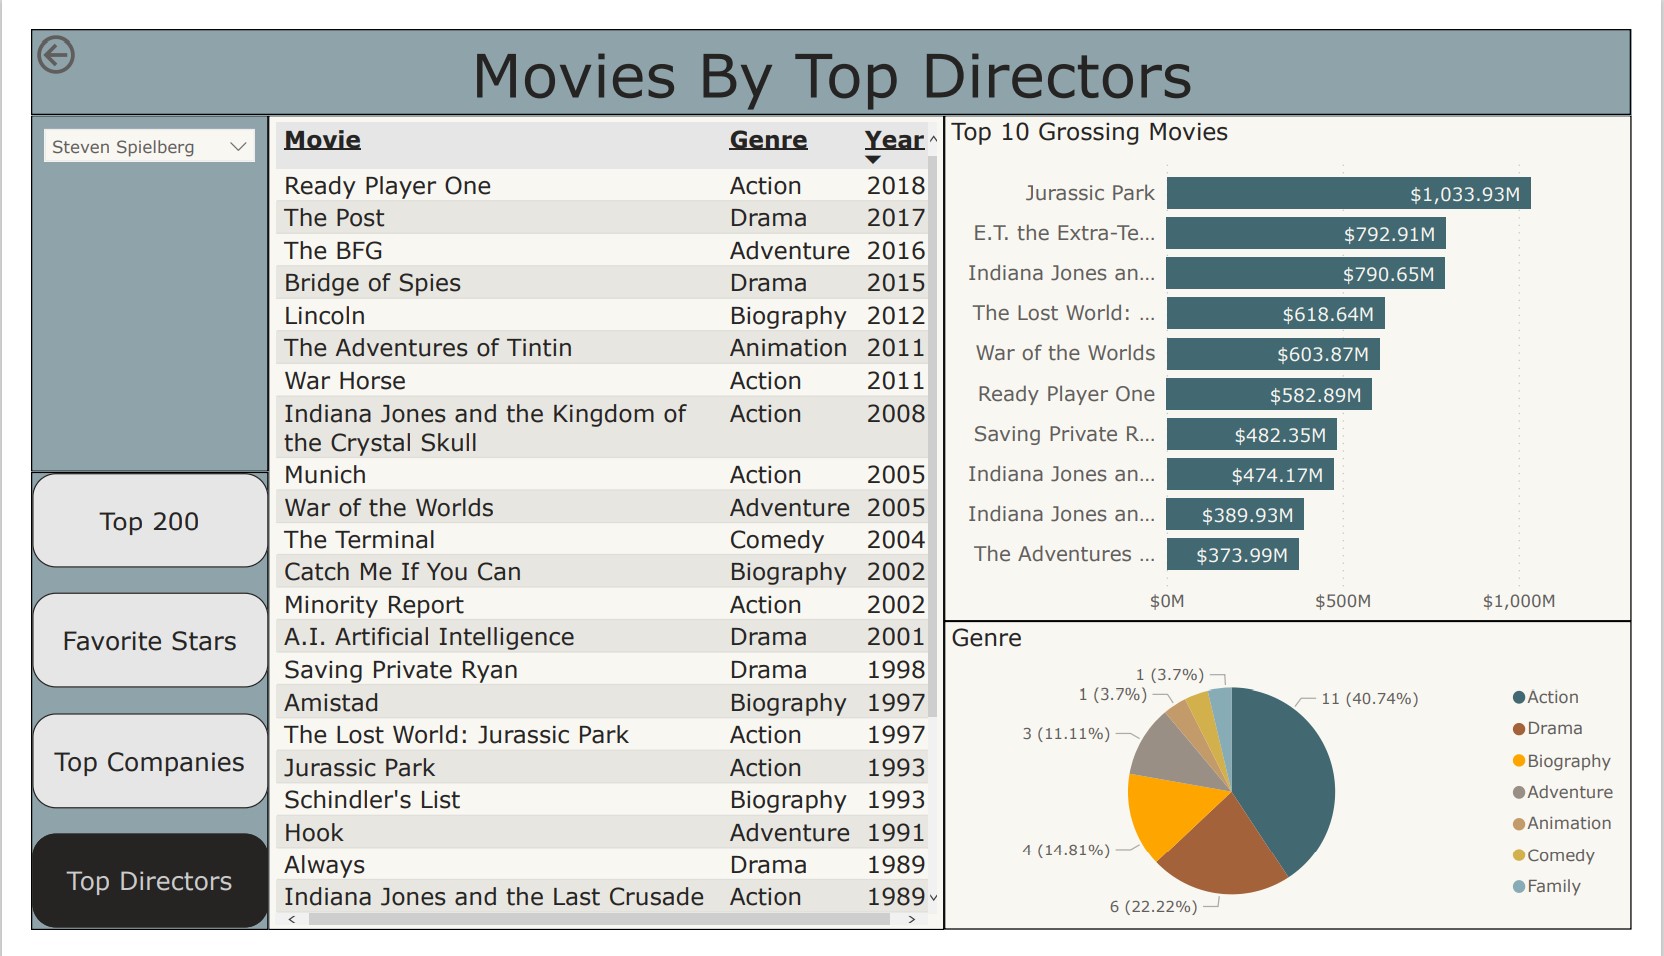 Movies By Top Directors
Steven Spielberg
Top 200
Favorite Stars
Top Companies
Top Directors
Movie Genre Year
Ready Player One Action 2018
The Post Drama 2017
The BFG Adventure 2016
Bridge of Spies Drama 2015
Lincoln Biography 2012
The Adventures of Tintin Animation 2011
War Horse Action 2011
Indiana Jones and the Kingdom of Action 2008
the Crystal Skull
Munich Action 2005
War of the Worlds Adventure 2005
The Terminal Comedy 2004
Catch Me If You Can Biography 2002
Minority Report Action 2002
A.I. Artificial Intelligence Drama 2001
Saving Private Ryan Drama 1998
Amistad Biography 1997
The Lost World: Jurassic Park Action 1997
Jurassic Park Action 1993
Schindler's List Biography 1993
Hook Adventure 1991
Always Drama 1989
Indiana Jones and the Last Crusade Action 1989
Top 10 Grossing Movies
Jurassic Park $1,033.93M
E.T. the Extra-Te... $792.91M
Indiana Jones an... $790.65M
The Lost World: ... $618.64M
War of the Worlds $603.87M
Ready Player One $582.89M
Saving Private R... $482.35M
Indiana Jones an... $474.17M
Indiana Jones an... $389.93M
The Adventures ... $373.99M
$0M $500M $1,000M
Genre
1 (3.7%)
1 (3.7%)
11 (40.74%)
3 (11.11%)
4 (14.81%)
6 (22.22%)
Action
Drama
Biography
Adventure
Animation
Comedy
Family